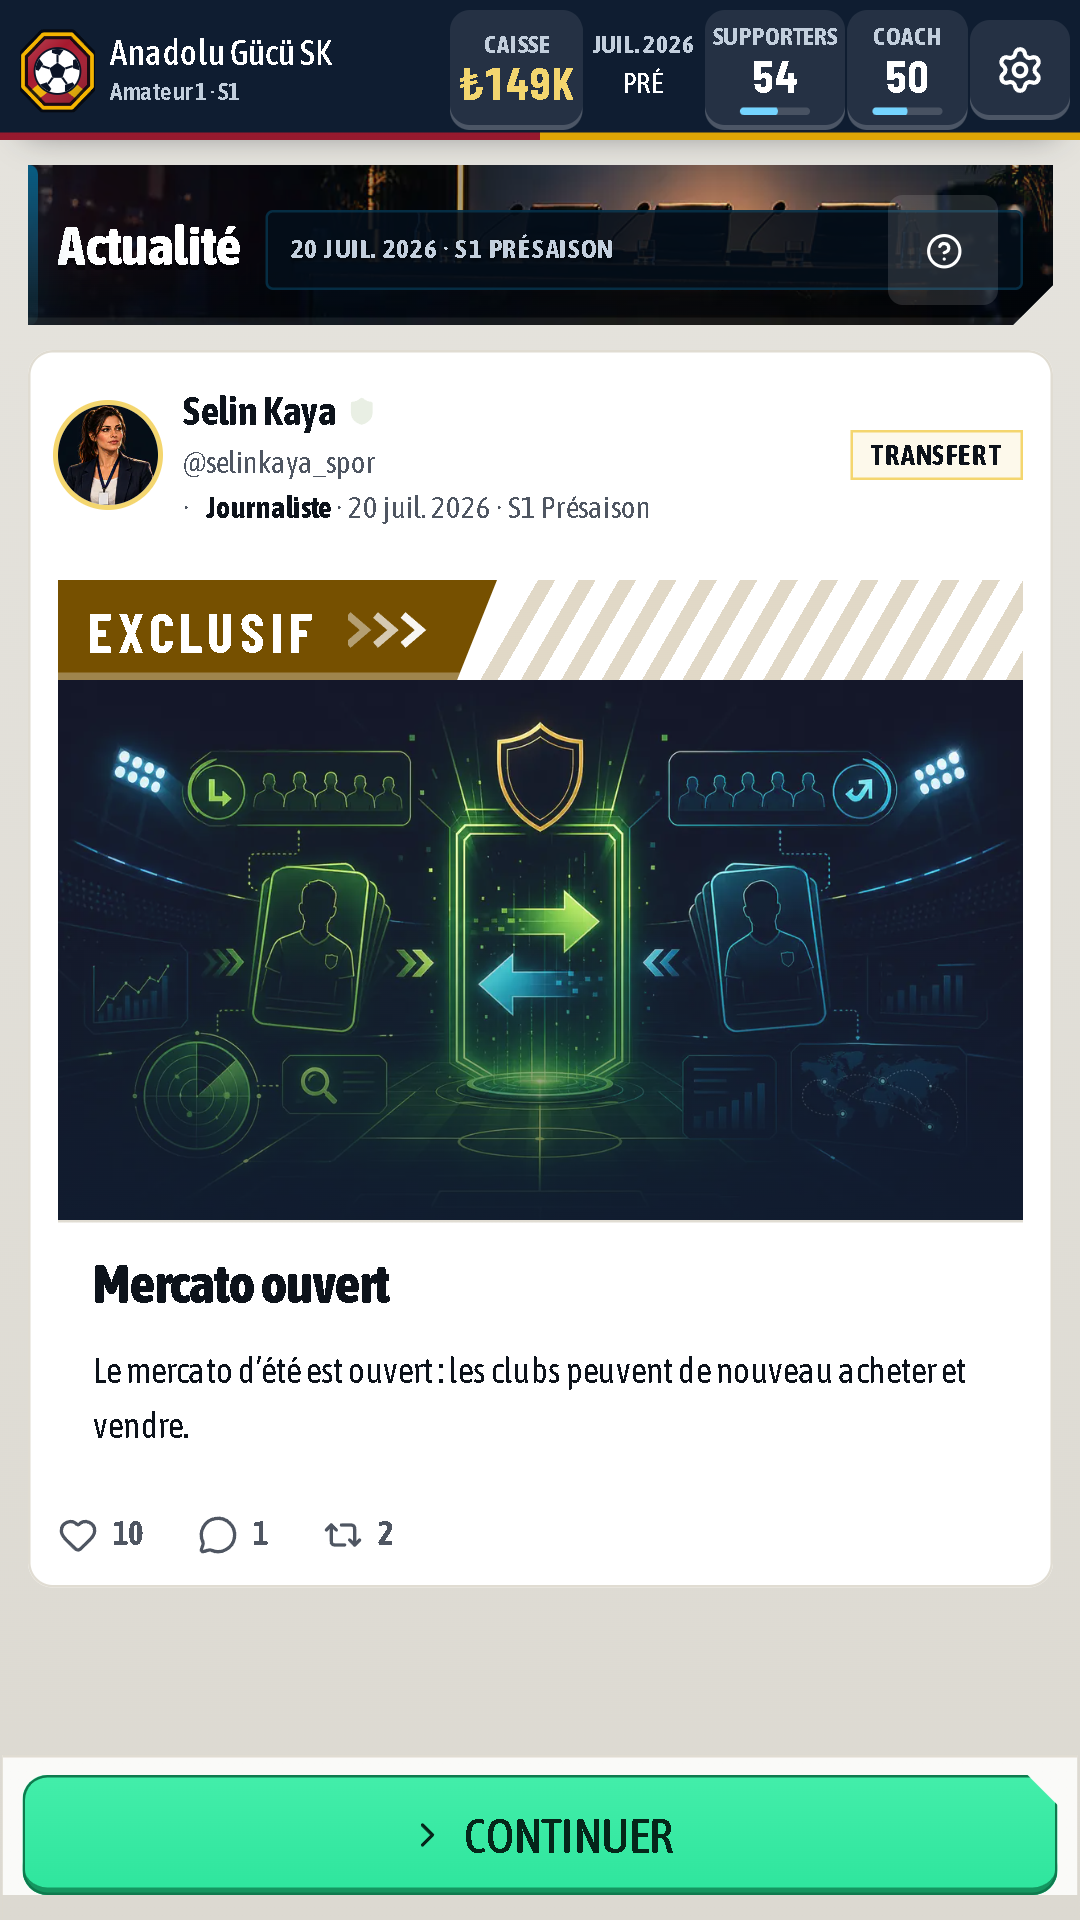 Anadolu Gücü SK
Amateur 1 · S1
CAISSE
₺149K
JUIL. 2026
PRÉ
SUPPORTERS
54
COACH
50
Actualité
20 JUIL. 2026 · S1 PRÉSAISON
Selin Kaya
@selinkaya_spor
· Journaliste · 20 juil. 2026 · S1 Présaison
TRANSFERT
EXCLUSIF
Mercato ouvert
Le mercato d’été est ouvert : les clubs peuvent de nouveau acheter et
vendre.
10
1
2
CONTINUER